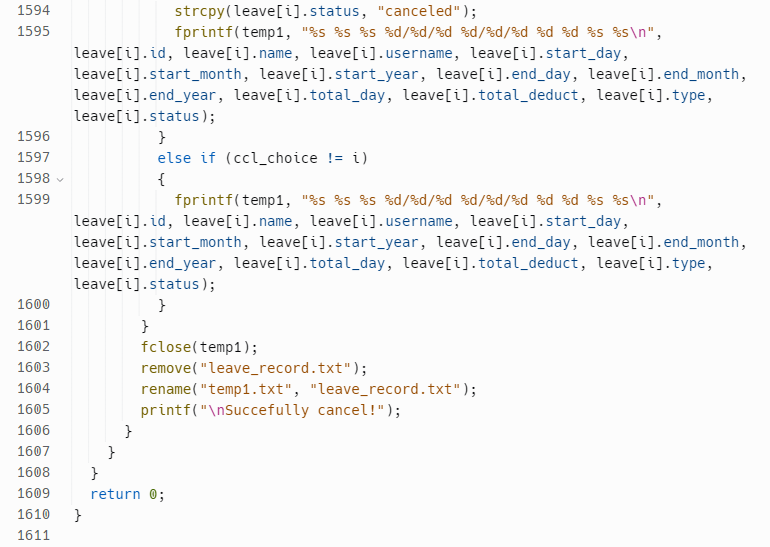 1594 strcpy(leave[i].status, "canceled");
1595 fprintf(temp1, "%s %s %s %d/%d/%d %d/%d/%d %d %d %s %s\n",
leave[i].id, leave[i].name, leave[i].username, leave[i].start_day,
leave[i].start_month, leave[i].start_year, leave[i].end_day, leave[i].end_month,
leave[i].end_year, leave[i].total_day, leave[i].total_deduct, leave[i].type,
leave[i].status);
1596 }
1597 else if (ccl_choice != i)
1598 {
1599 fprintf(temp1, "%s %s %s %d/%d/%d %d/%d/%d %d %d %s %s\n",
leave[i].id, leave[i].name, leave[i].username, leave[i].start_day,
leave[i].start_month, leave[i].start_year, leave[i].end_day, leave[i].end_month,
leave[i].end_year, leave[i].total_day, leave[i].total_deduct, leave[i].type,
leave[i].status);
1600 }
1601 }
1602 fclose(temp1);
1603 remove("leave_record.txt");
1604 rename("temp1.txt", "leave_record.txt");
1605 printf("\nSuccefully cancel!");
1606 }
1607 }
1608 }
1609 return 0;
1610 }
1611